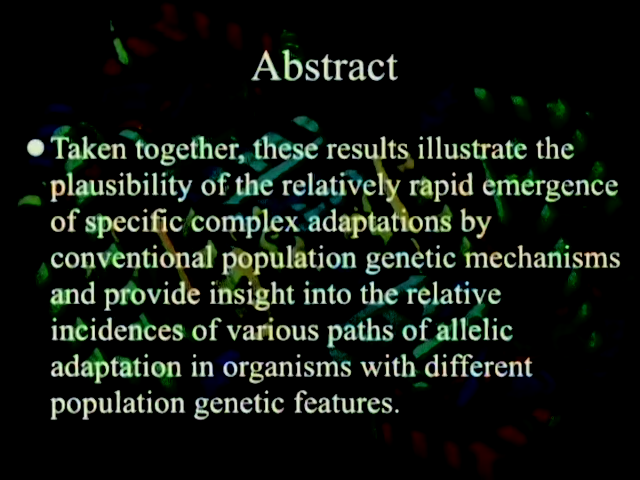 Abstract
Taken together, these results illustrate the
plausibility of the relatively rapid emergence
of specific complex adaptations by
conventional population genetic mechanisms
and provide insight into the relative
incidences of various paths of allelic
adaptation in organisms with different
population genetic features.